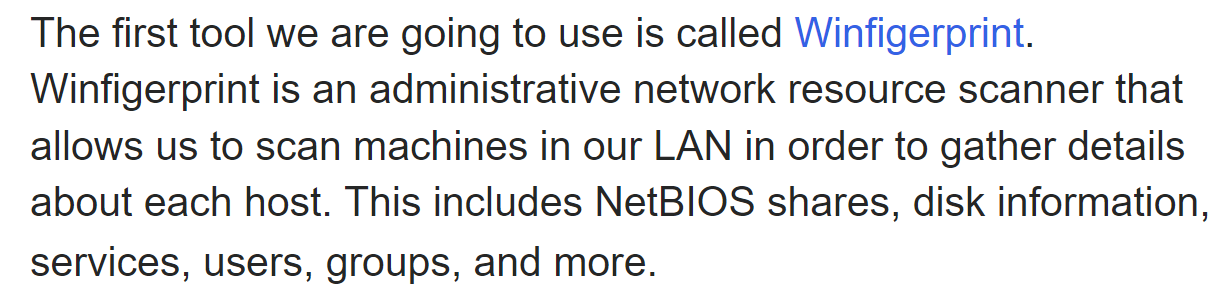 The first tool we are going to use is called Winfigerprint.
Winfigerprint is an administrative network resource scanner that
allows us to scan machines in our LAN in order to gather details
about each host. This includes NetBIOS shares, disk information,
services, users, groups, and more.